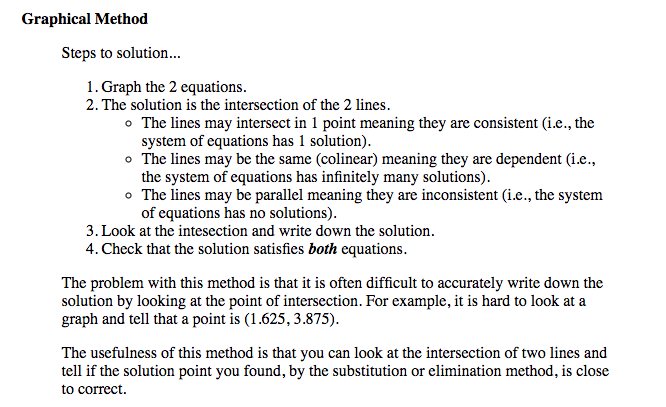 Graphical Method
Steps to solution...
1. Graph the 2 equations.
2. The solution is the intersection of the 2 lines.
◦ The lines may intersect in 1 point meaning they are consistent (i.e., the
system of equations has 1 solution).
◦ The lines may be the same (colinear) meaning they are dependent (i.e.,
the system of equations has infinitely many solutions).
◦ The lines may be parallel meaning they are inconsistent (i.e., the system
of equations has no solutions).
3. Look at the intesection and write down the solution.
4. Check that the solution satisfies both equations.
The problem with this method is that it is often difficult to accurately write down the
solution by looking at the point of intersection. For example, it is hard to look at a
graph and tell that a point is (1.625, 3.875).
The usefulness of this method is that you can look at the intersection of two lines and
tell if the solution point you found, by the substitution or elimination method, is close
to correct.